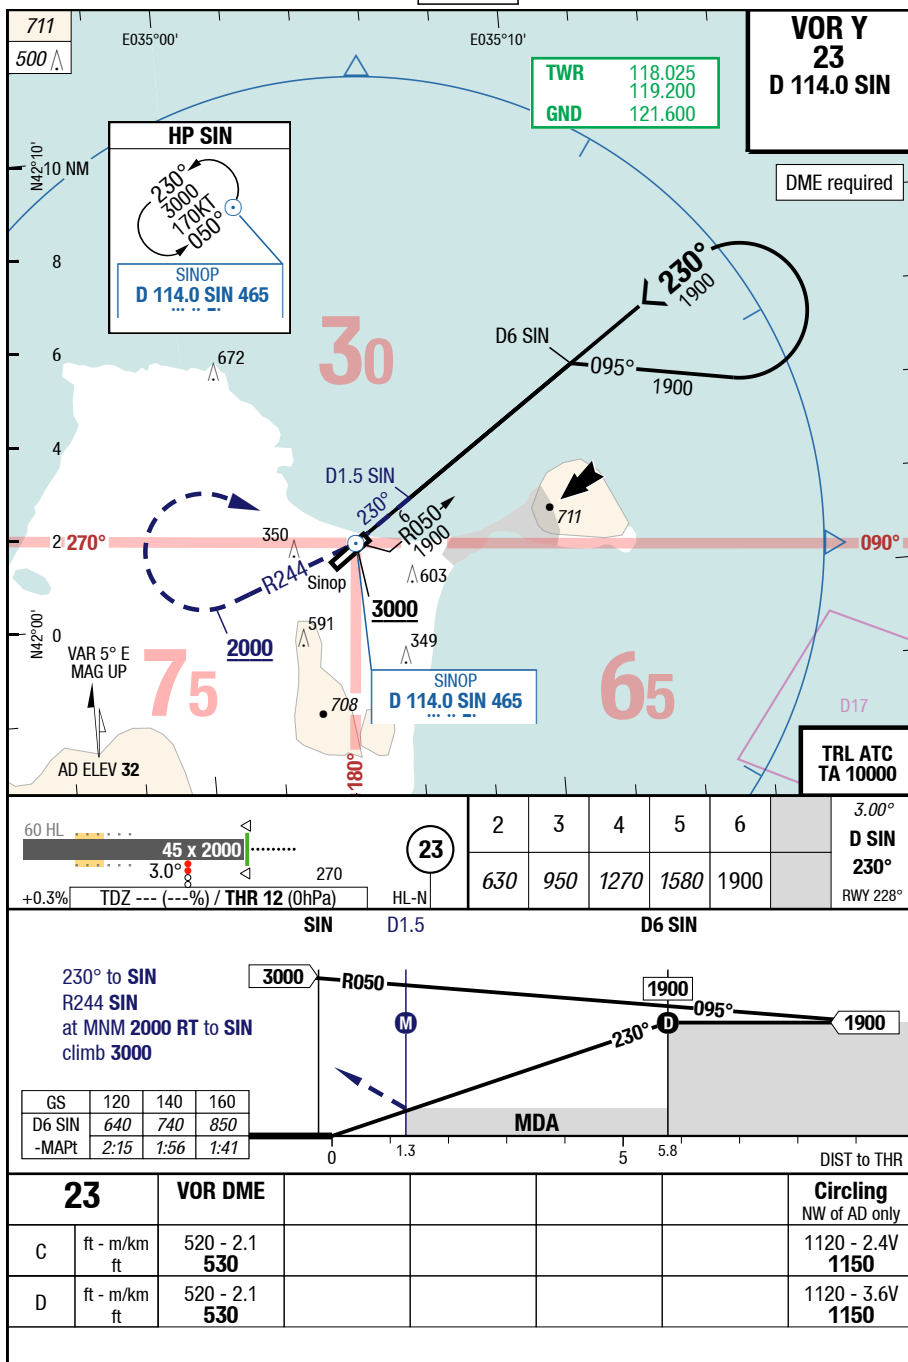 711
500
E035°00'
E035°10'
VOR Y
23
D 114.0 SIN
TWR 118.025
119.200
GND 121.600
DME required
N42°10'
10 NM
8
6
4
2
0
N42°00'
HP SIN
230°
3000
170KT
050°
SINOP
D 114.0 SIN 465
30
672
230°
1900
D6 SIN
095°
1900
D1.5 SIN
230°
6
R050
1900
711
270°
090°
350
R244
Sinop
603
3000
2000
591
349
VAR 5° E
MAG UP
75
65
SINOP
D 114.0 SIN 465
708
D17
180°
AD ELEV 32
TRL ATC
TA 10000
60 HL
45 x 2000
3.0°
270
+0.3%
TDZ --- (---%) / THR 12 (0hPa)
HL-N
23
2 3 4 5 6
630 950 1270 1580 1900
3.00°
D SIN
230°
RWY 228°
SIN D1.5 D6 SIN
230° to SIN
R244 SIN
at MNM 2000 RT to SIN
climb 3000
3000
R050
1900
095°
1900
M
230°
D
MDA
GS 120 140 160
D6 SIN 640 740 850
-MAPt 2:15 1:56 1:41
0 1.3 5 5.8
DIST to THR
23 VOR DME Circling
NW of AD only
C ft - m/km 520 - 2.1 1120 - 2.4V
ft 530 1150
D ft - m/km 520 - 2.1 1120 - 3.6V
ft 530 1150